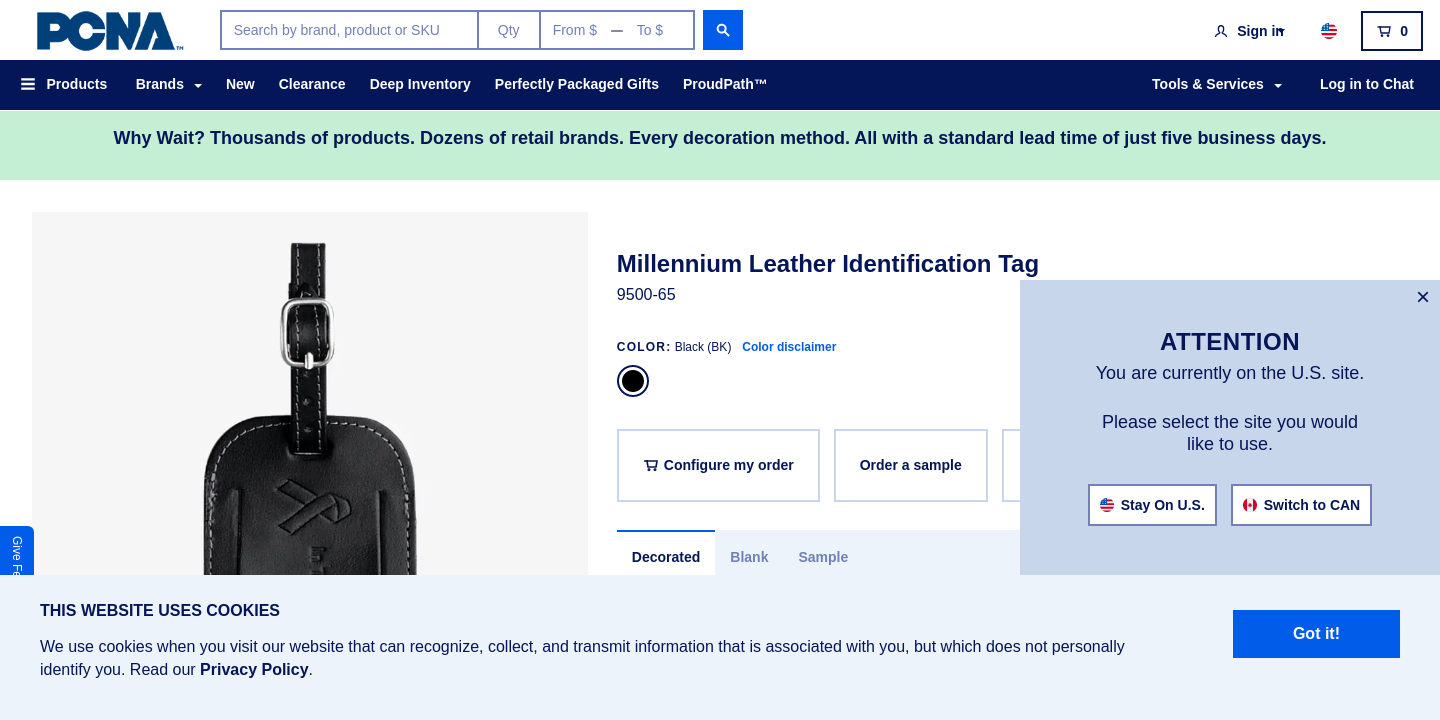 PCNA™
Search by brand, product or SKU
Qty
From $ — To $
Sign in
0
Products
Brands
New
Clearance
Deep Inventory
Perfectly Packaged Gifts
ProudPath™
Tools & Services
Log in to Chat
Why Wait? Thousands of products. Dozens of retail brands. Every decoration method. All with a standard lead time of just five business days.
Millennium Leather Identification Tag
9500-65
COLOR: Black (BK) Color disclaimer
Configure my order
Order a sample
Decorated
Blank
Sample
ATTENTION
You are currently on the U.S. site.
Please select the site you would
like to use.
Stay On U.S.
Switch to CAN
Give
THIS WEBSITE USES COOKIES
We use cookies when you visit our website that can recognize, collect, and transmit information that is associated with you, but which does not personally
identify you. Read our Privacy Policy.
Got it!